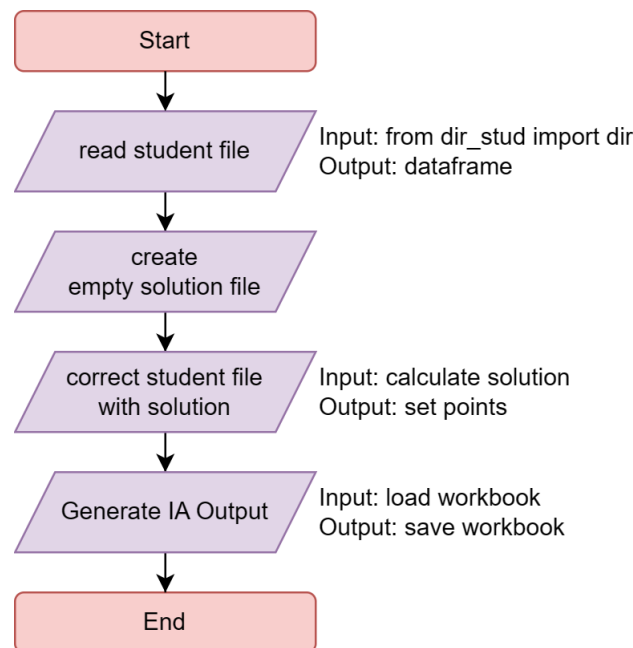 Start
read student file
Input: from dir_stud import dir
Output: dataframe
create
empty solution file
correct student file
with solution
Input: calculate solution
Output: set points
Generate IA Output
Input: load workbook
Output: save workbook
End